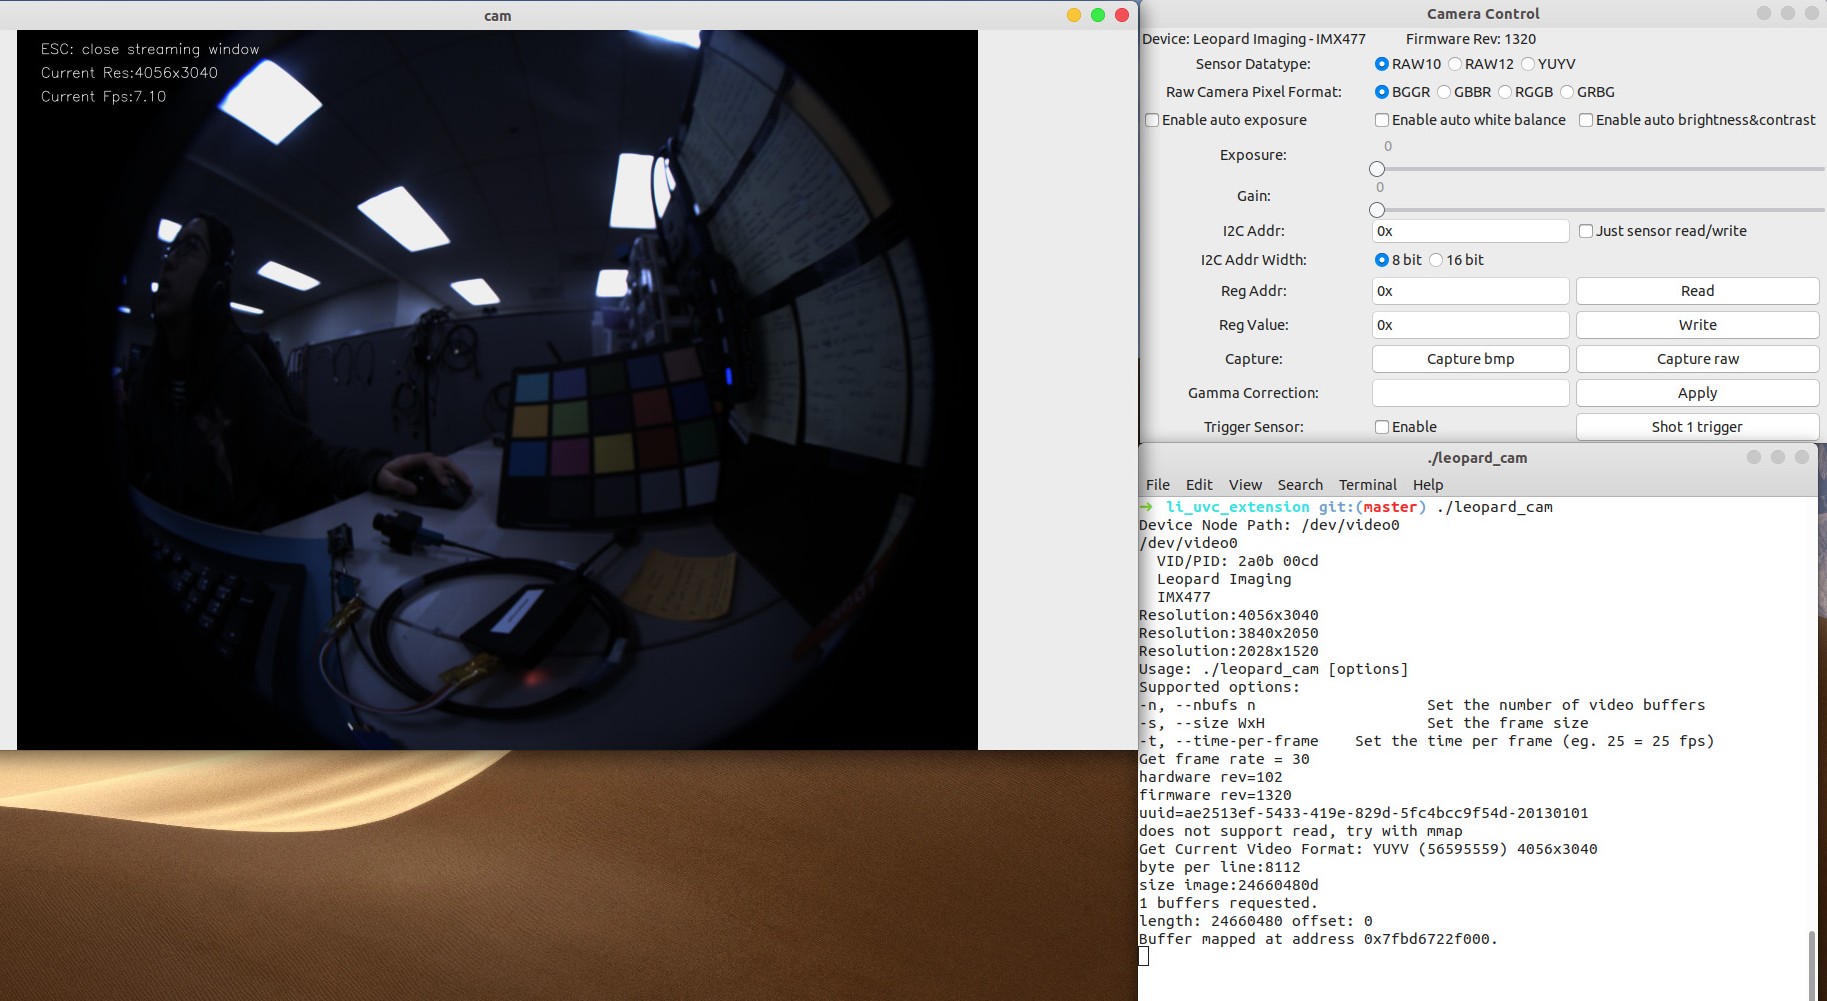 cam
ESC: close streaming window
Current Res:4056x3040
Current Fps:7.10
Camera Control
Device: Leopard Imaging - IMX477 Firmware Rev: 1320
Sensor Datatype: RAW10 RAW12 YUYV
Raw Camera Pixel Format: BGGR GBBR RGGB GRBG
Enable auto exposure Enable auto white balance Enable auto brightness&contrast
0
Exposure:
0
Gain:
I2C Addr: 0x Just sensor read/write
I2C Addr Width: 8 bit 16 bit
Reg Addr: 0x Read
Reg Value: 0x Write
Capture: Capture bmp Capture raw
Gamma Correction: Apply
Trigger Sensor: Enable Shot 1 trigger
./leopard_cam
File Edit View Search Terminal Help
➜ li_uvc_extension git:(master) ./leopard_cam
Device Node Path: /dev/video0
/dev/video0
VID/PID: 2a0b 00cd
Leopard Imaging
IMX477
Resolution:4056x3040
Resolution:3840x2050
Resolution:2028x1520
Usage: ./leopard_cam [options]
Supported options:
-n, --nbufs n Set the number of video buffers
-s, --size WxH Set the frame size
-t, --time-per-frame Set the time per frame (eg. 25 = 25 fps)
Get frame rate = 30
hardware rev=102
firmware rev=1320
uuid=ae2513ef-5433-419e-829d-5fc4bcc9f54d-20130101
does not support read, try with mmap
Get Current Video Format: YUYV (56595559) 4056x3040
byte per line:8112
size image:24660480d
1 buffers requested.
length: 24660480 offset: 0
Buffer mapped at address 0x7fbd6722f000.